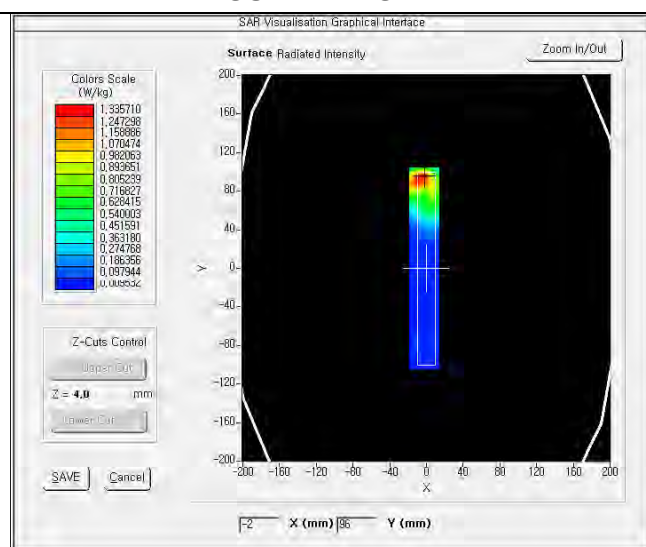 SAR Visualisation Graphical Interface
Surface Radiated Intensity
Zoom In/Out
Colors Scale
(W/kg)
1.335710
1.247298
1.158886
1.070474
0.982063
0.893651
0.805239
0.716827
0.628415
0.540003
0.451591
0.363180
0.274768
0.186356
0.097944
0.009532
Z-Cuts Control
Upper Cut
Z = 4.0 mm
Lower Cut
SAVE
Cancel
200
160
120
80
40
0
-40
-80
-120
-160
-200
Y
-200 -160 -120 -80 -40 0 40 80 120 160 200
X
-2 X (mm) 96 Y (mm)